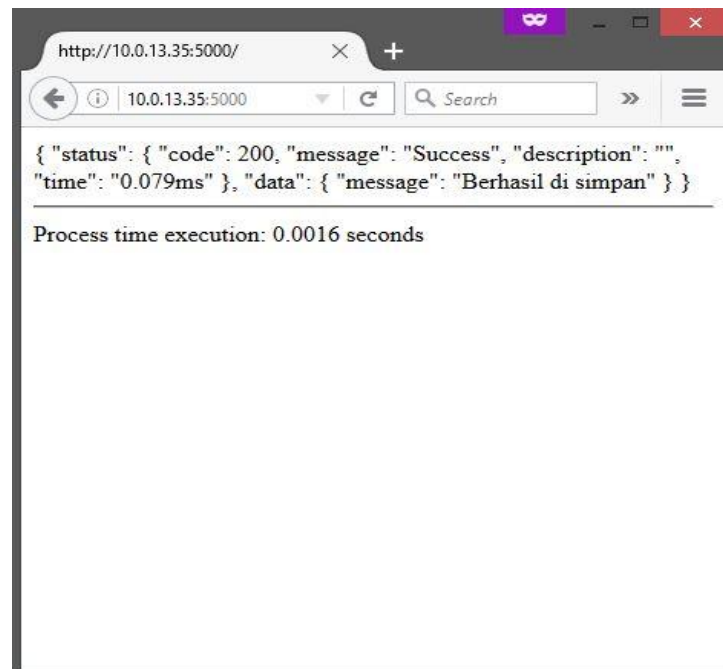 http://10.0.13.35:5000/
10.0.13.35:5000
Search
{ "status": { "code": 200, "message": "Success", "description": "",
"time": "0.079ms" }, "data": { "message": "Berhasil di simpan" } }
Process time execution: 0.0016 seconds